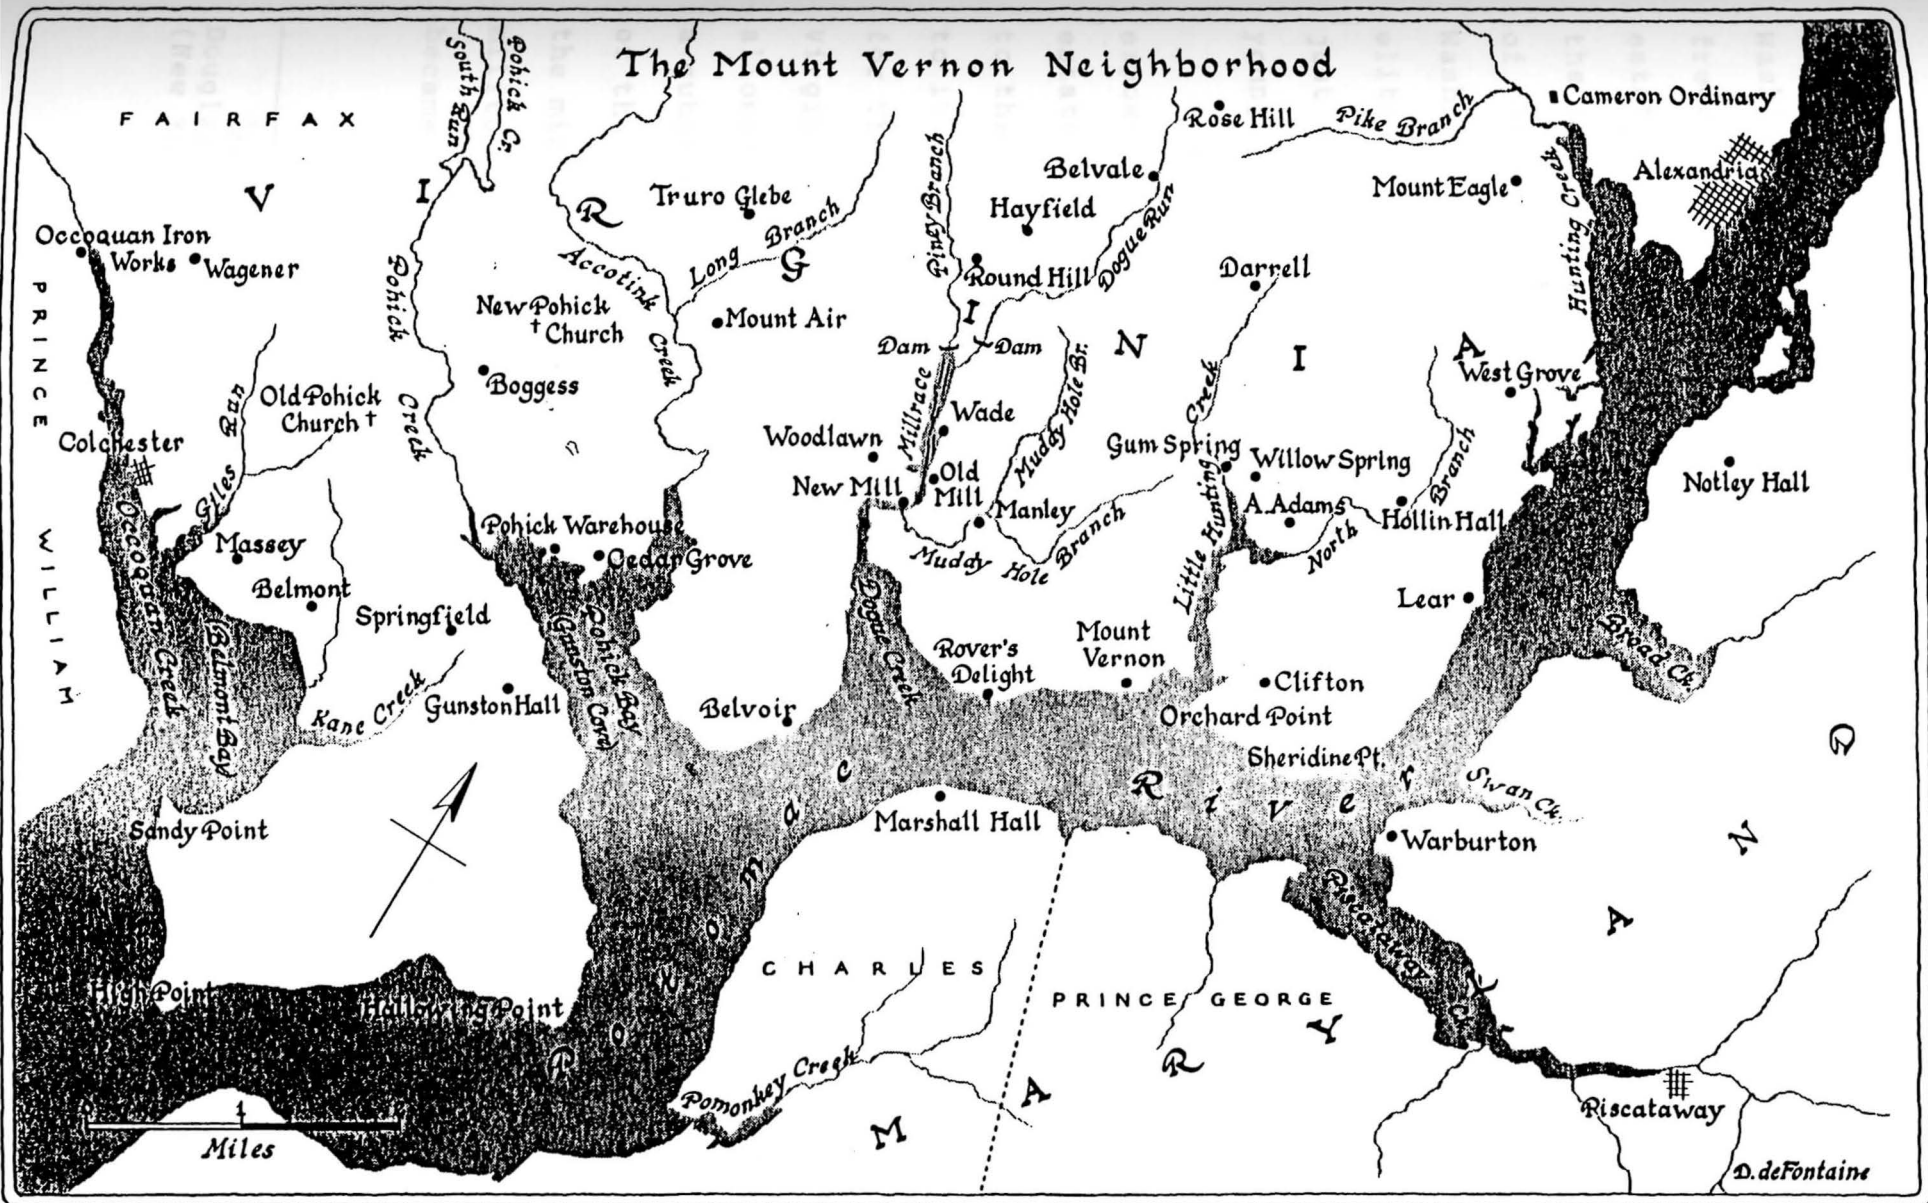 The Mount Vernon Neighborhood
South Run
Pohick Cr.
FAIRFAX
VIRGINIA
Cameron Ordinary
Rose Hill
Pike Branch
Alexandria
Mount Eagle
Hunting Creek
Belvale
Hayfield
Piney Branch
Dogue Run
Truro Glebe
Long Branch
Occoquan Iron
Works
Wagener
Pohick Creek
Accotink Creek
Round Hill
Darrell
PRINCE WILLIAM
New Pohick
Church
Mount Air
Dam
Dam
Boggess
Old Pohick
Church
Giles Run
Millrace
Wade
Muddy Hole Br.
West Grove
Colchester
Woodlawn
Gum Spring
Willow Spring
Branch
Notley Hall
New Mill
Old
Mill
Manley
A. Adams
Hollin Hall
North
Little Hunting Creek
Muddy Hole Branch
Pohick Warehouse
Cedar Grove
Massey
Belmont
Springfield
Occoquan Creek
Belmont Bay
Kane Creek
Gunston Hall
(Gunston Cove)
Pohick Bay
Dogue Creek
Lear
Broad Ck.
Rover's
Delight
Mount
Vernon
Clifton
Belvoir
Orchard Point
Sheridine Pt.
Swan Ck.
Potomac River
Marshall Hall
Warburton
Sandy Point
Piscataway C.
High Point
Hallowing Point
CHARLES
PRINCE GEORGE
MARYLAND
Pomonkey Creek
Piscataway
1
Miles
D. deFontaine